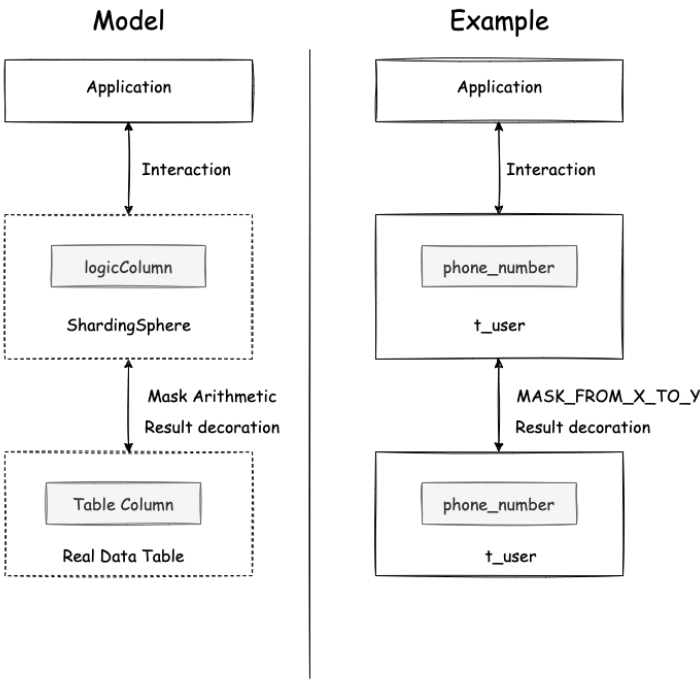 Model
Application
Interaction
logicColumn
ShardingSphere
Mask Arithmetic
Result decoration
Table Column
Real Data Table
Example
Application
Interaction
phone_number
t_user
MASK_FROM_X_TO_Y
Result decoration
phone_number
t_user